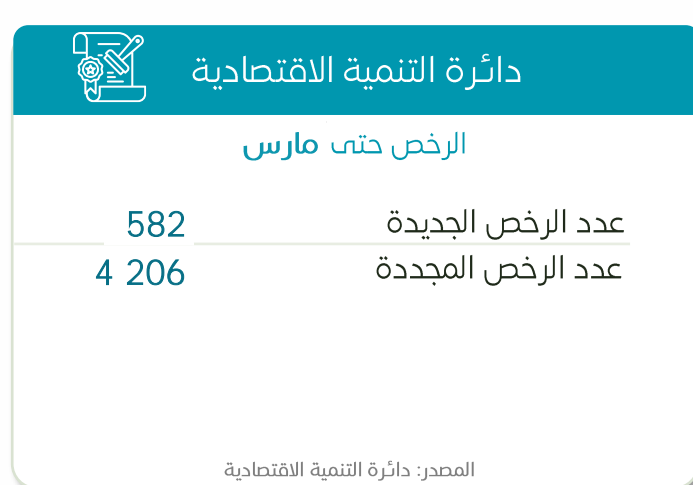 دائرة التنمية الاقتصادية
الرخص حتى مارس
عدد الرخص الجديدة 582
عدد الرخص المجددة 4 206
المصدر: دائرة التنمية الاقتصادية